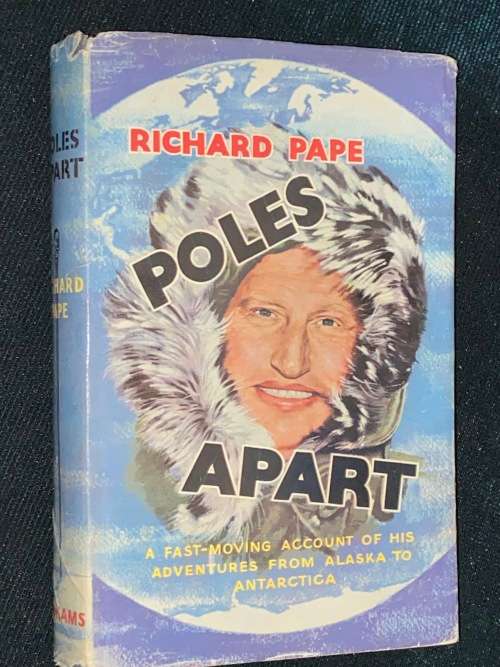 RICHARD PAPE
POLES
APART
A FAST-MOVING ACCOUNT OF HIS
ADVENTURES FROM ALASKA TO
ANTARCTICA